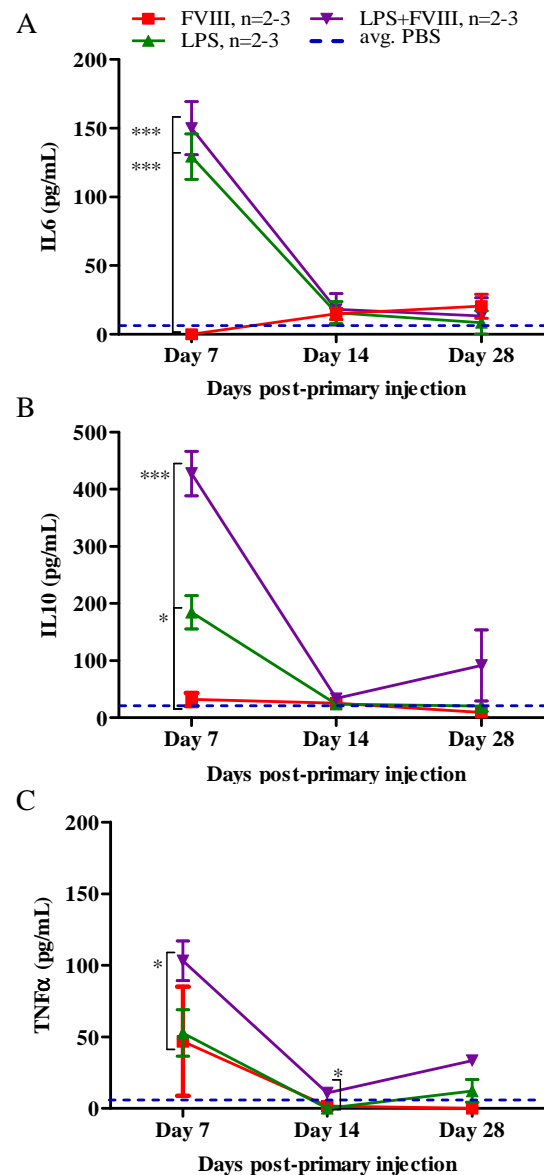 A
FVIII, n=2-3
LPS+FVIII, n=2-3
LPS, n=2-3
avg. PBS
200
150
100
50
0
IL6 (pg/mL)
***
***
Day 7
Day 14
Day 28
Days post-primary injection
B
500
400
300
200
100
0
IL10 (pg/mL)
***
*
Day 7
Day 14
Day 28
Days post-primary injection
C
200
150
100
50
0
TNFα (pg/mL)
*
*
Day 7
Day 14
Day 28
Days post-primary injection